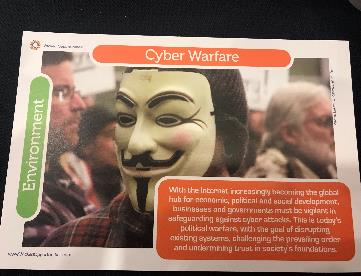 Cyber Warfare
Environment
With the Internet increasingly becoming the global
hub for economic, political and social development,
businesses and governments must be vigilant in
safeguarding against cyber attacks. This is today's
political warfare, with the goal of disrupting
existing systems, challenging the prevailing order
and undermining trust in society's foundations.